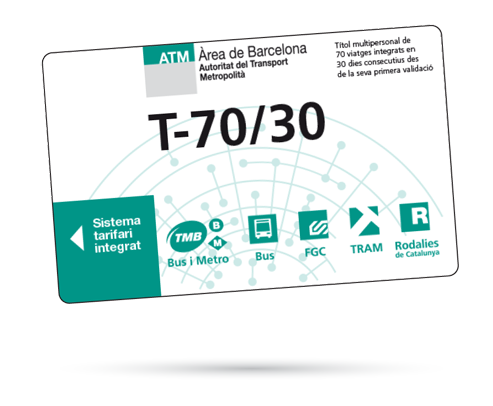 ATM
Àrea de Barcelona
Autoritat del Transport
Metropolità
Títol multipersonal de
70 viatges integrats en
30 dies consecutius des
de la seva primera validació
T-70/30
Sistema
tarifari
integrat
TMB
B
M
Bus i Metro
Bus
FGC
TRAM
R
Rodalies
de Catalunya